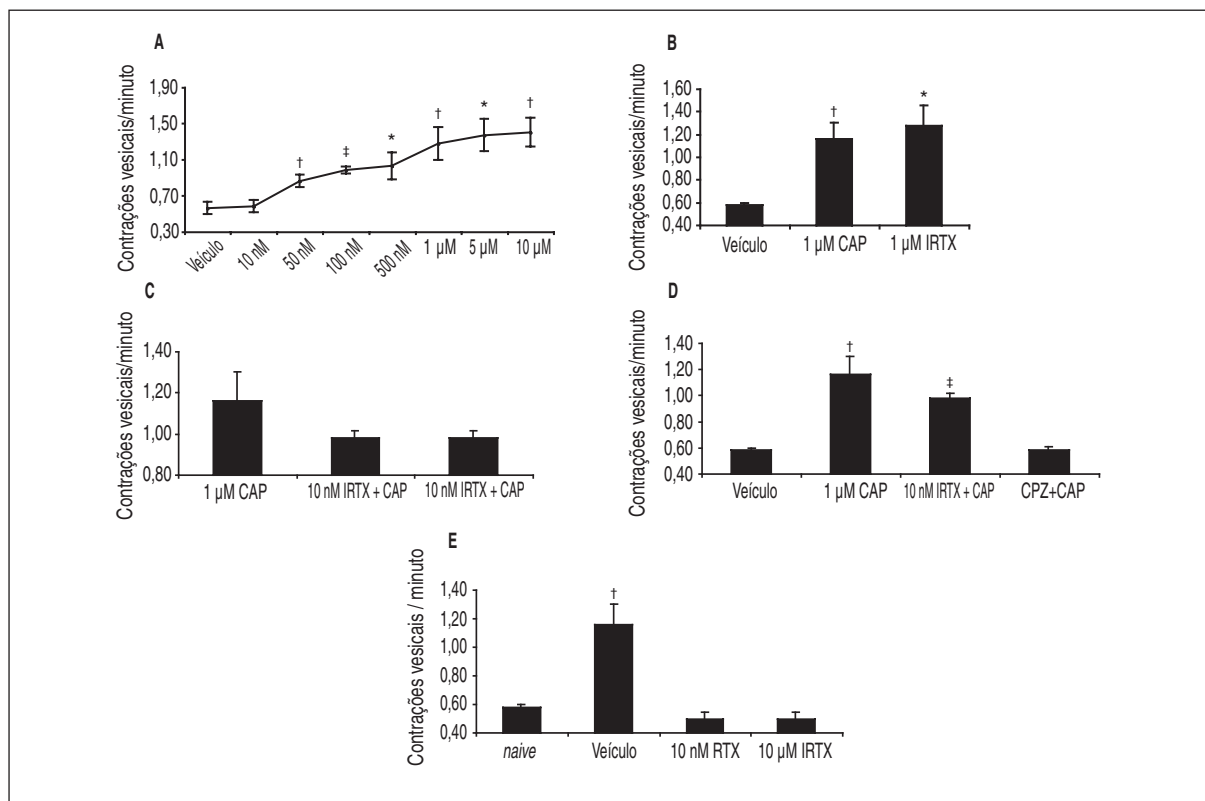 A
Contrações vesicais/minuto
1,90
1,50
1,10
0,70
0,30
†
‡
*
†
*
†
Veículo
10 nM
50 nM
100 nM
500 nM
1 µM
5 µM
10 µM
B
Contrações vesicais/minuto
1,60
1,40
1,20
1,00
0,80
0,60
0,40
†
*
Veículo
1 µM CAP
1 µM IRTX
C
Contrações vesicais/minuto
1,40
1,20
1,00
0,80
1 µM CAP
10 nM IRTX + CAP
10 nM IRTX + CAP
D
Contrações vesicais/minuto
1,40
1,20
1,00
0,80
0,60
0,40
†
‡
Veículo
1 µM CAP
10 nM IRTX + CAP
CPZ+CAP
E
Contrações vesicais / minuto
1,40
1,20
1,00
0,80
0,60
0,40
†
naive
Veículo
10 nM RTX
10 µM IRTX